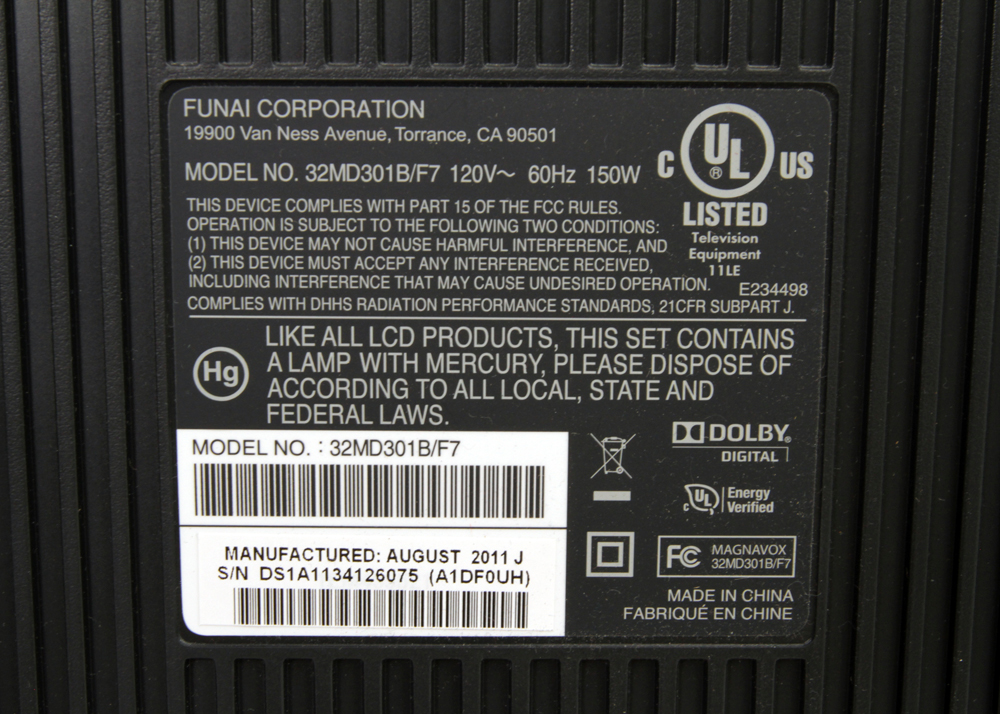 FUNAI CORPORATION
19900 Van Ness Avenue, Torrance, CA 90501
MODEL NO. 32MD301B/F7 120V～ 60Hz 150W
C UL ® US
LISTED
Television
Equipment
11LE
E234498
THIS DEVICE COMPLIES WITH PART 15 OF THE FCC RULES.
OPERATION IS SUBJECT TO THE FOLLOWING TWO CONDITIONS:
(1) THIS DEVICE MAY NOT CAUSE HARMFUL INTERFERENCE, AND
(2) THIS DEVICE MUST ACCEPT ANY INTERFERENCE RECEIVED,
INCLUDING INTERFERENCE THAT MAY CAUSE UNDESIRED OPERATION.
COMPLIES WITH DHHS RADIATION PERFORMANCE STANDARDS, 21CFR SUBPART J.
Hg
LIKE ALL LCD PRODUCTS, THIS SET CONTAINS
A LAMP WITH MERCURY, PLEASE DISPOSE OF
ACCORDING TO ALL LOCAL, STATE AND
FEDERAL LAWS.
MODEL NO. : 32MD301B/F7
MANUFACTURED: AUGUST 2011 J
S/N DS1A1134126075 (A1DF0UH)
DOLBY®
DIGITAL
c UL us
Energy
Verified
FC
MAGNAVOX
32MD301B/F7
MADE IN CHINA
FABRIQUÉ EN CHINE